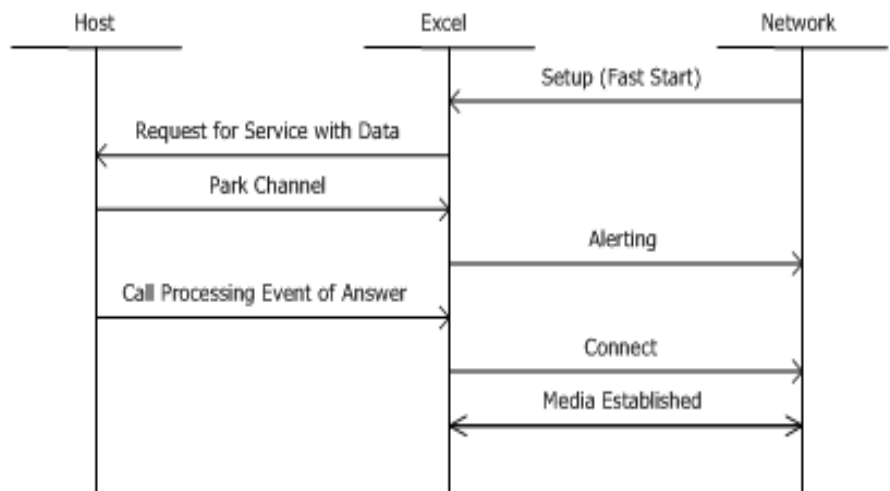 Host
Excel
Network
Setup (Fast Start)
Request for Service with Data
Park Channel
Alerting
Call Processing Event of Answer
Connect
Media Established